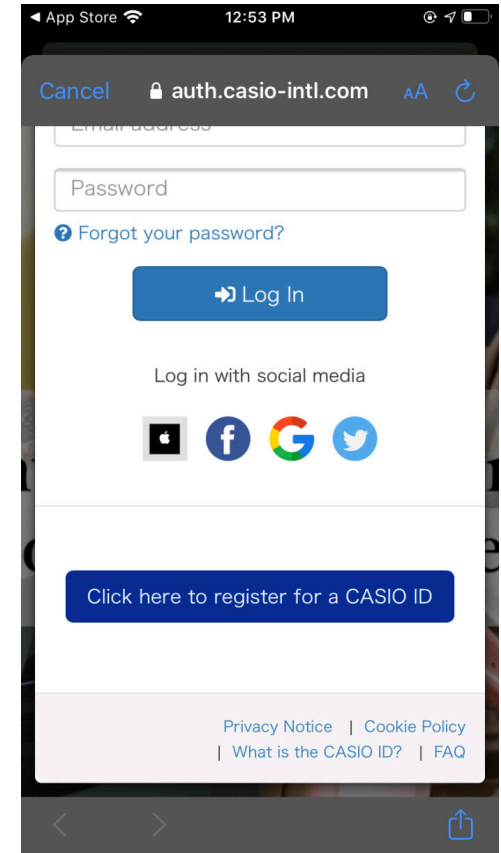 App Store 12:53 PM
Cancel auth.casio-intl.com AA
Email address
Password
Forgot your password?
Log In
Log in with social media
Click here to register for a CASIO ID
Privacy Notice | Cookie Policy
| What is the CASIO ID? | FAQ